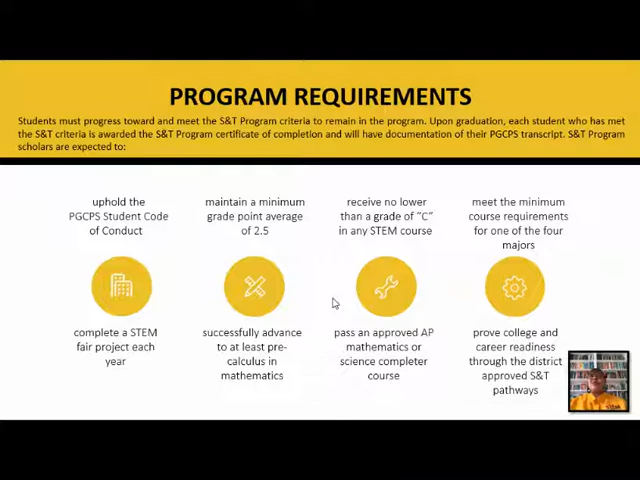 PROGRAM REQUIREMENTS
Students must progress toward and meet the S&T Program criteria to remain in the program. Upon graduation, each student who has met
the S&T criteria is awarded the S&T Program certificate of completion and will have documentation of their PGCPS transcript. S&T Program
scholars are expected to:
uphold the
PGCPS Student Code
of Conduct
maintain a minimum
grade point average
of 2.5
receive no lower
than a grade of "C"
in any STEM course
meet the minimum
course requirements
for one of the four
majors
complete a STEM
fair project each
year
successfully advance
to at least pre-
calculus in
mathematics
pass an approved AP
mathematics or
science completer
course
prove college and
career readiness
through the district
approved S&T
pathways